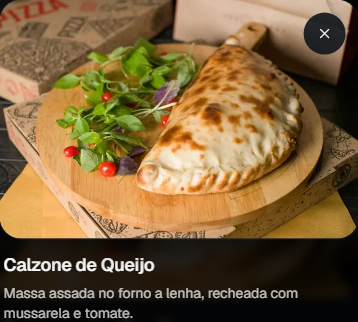 PIZZA
Calzone de Queijo
Massa assada no forno a lenha, recheada com
mussarela e tomate.